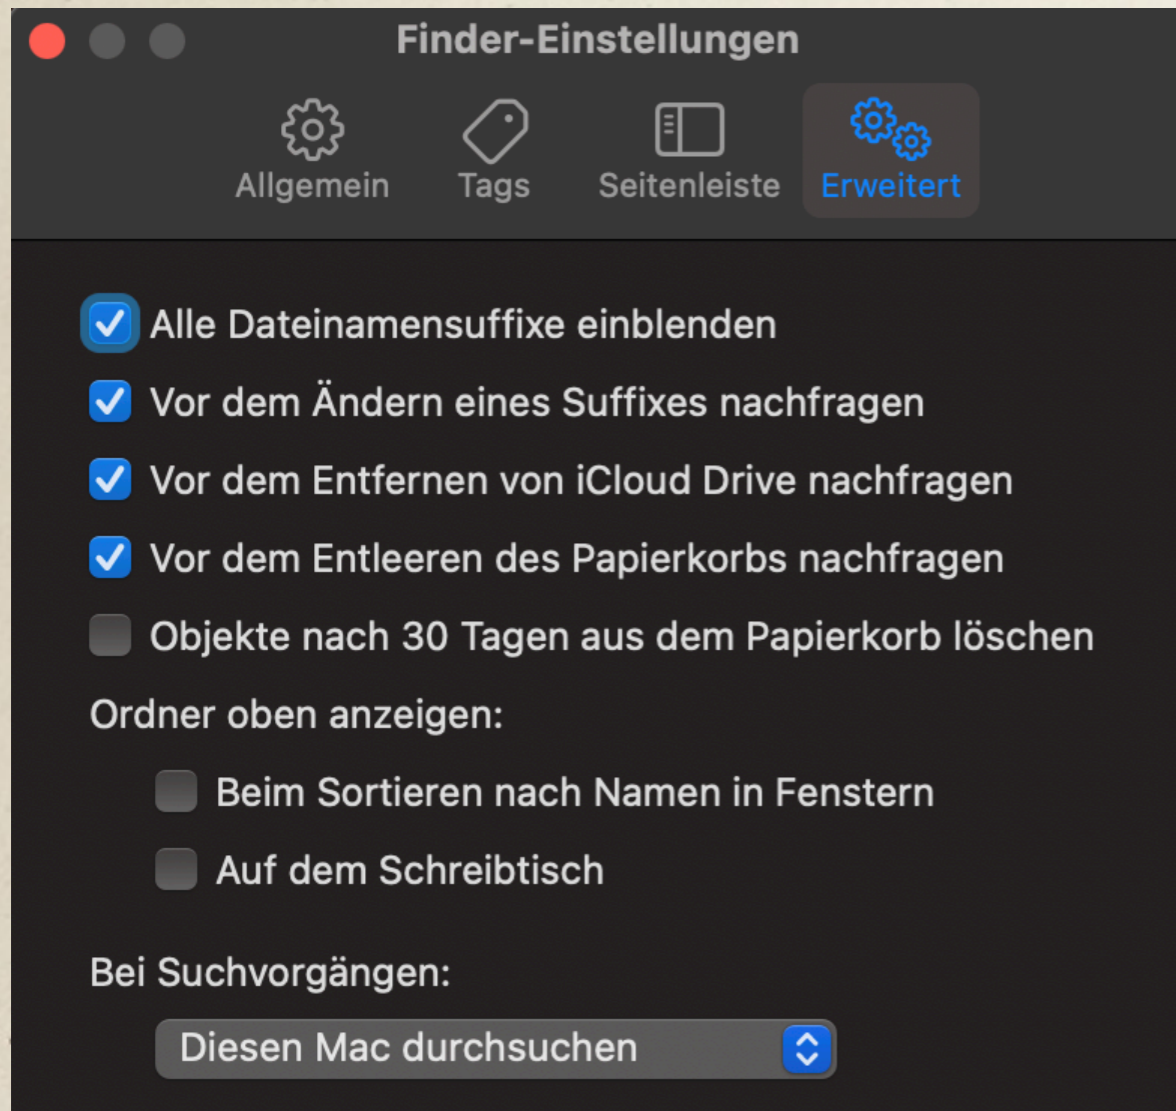 Finder-Einstellungen
Allgemein Tags Seitenleiste Erweitert
Alle Dateinamensuffixe einblenden
Vor dem Ändern eines Suffixes nachfragen
Vor dem Entfernen von iCloud Drive nachfragen
Vor dem Entleeren des Papierkorbs nachfragen
Objekte nach 30 Tagen aus dem Papierkorb löschen
Ordner oben anzeigen:
Beim Sortieren nach Namen in Fenstern
Auf dem Schreibtisch
Bei Suchvorgängen:
Diesen Mac durchsuchen